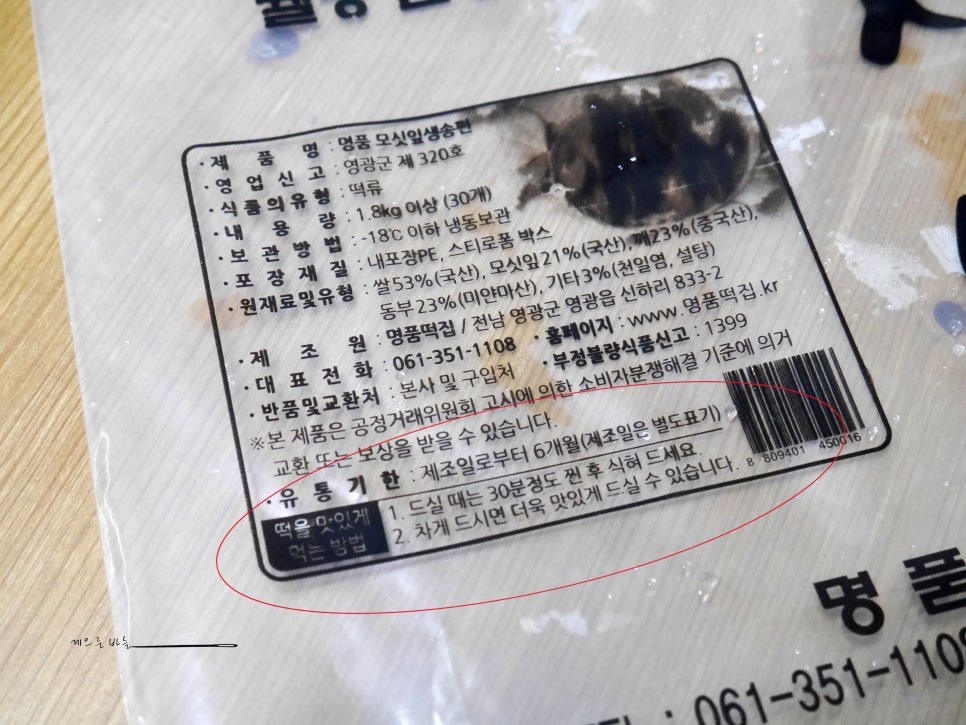 · 제 품 명 : 명품 모싯잎생송편
· 영 업 신 고 : 영광군 제 320호
· 식품의유형 : 떡류
· 내 용 량 : 1.8kg 이상 (30개)
· 보 관 방 법 : -18℃ 이하 냉동보관
· 포 장 재 질 : 내포장PE, 스티로폼 박스
· 원재료및유형 : 쌀53%(국산), 모싯잎21%(국산),깨23%(중국산),
동부23%(미얀마산), 기타3%(천일염, 설탕)
· 제 조 원 : 명품떡집 / 전남 영광군 영광읍 신하리 833-2
· 대 표 전 화 : 061-351-1108 · 홈페이지 : www.명품떡집.kr
· 반품및교환처 : 본사 및 구입처 · 부정불량식품신고 : 1399
※본 제품은 공정거래위원회 고시에 의한 소비자분쟁해결 기준에 의거
교환 또는 보상을 받을 수 있습니다.
· 유 통 기 한 : 제조일로부터 6개월(제조일은 별도표기)
떡을 맛있게
먹는 방법
1. 드실 때는 30분정도 찐 후 식혀 드세요.
2. 차게 드시면 더욱 맛있게 드실 수 있습니다.
8 809401 450016
명 품
: 061-351-1108